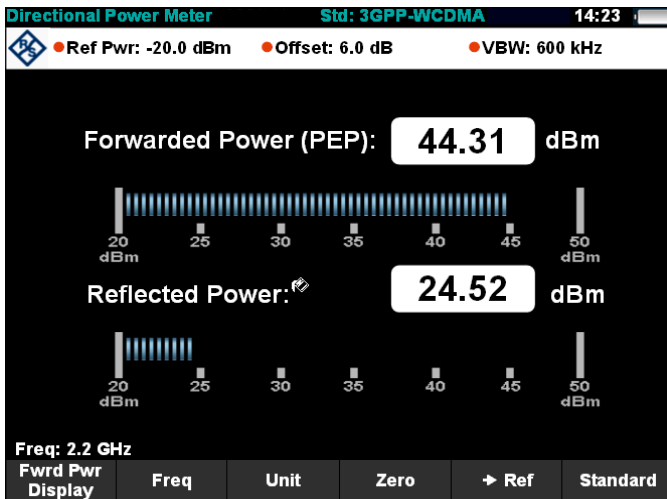 Directional Power Meter Std: 3GPP-WCDMA 14:23
R&S Ref Pwr: -20.0 dBm Offset: 6.0 dB VBW: 600 kHz
Forwarded Power (PEP): 44.31 dBm
20 25 30 35 40 45 50
dBm dBm
Reflected Power: 24.52 dBm
20 25 30 35 40 45 50
dBm dBm
Freq: 2.2 GHz
Fwrd Pwr
Display Freq Unit Zero → Ref Standard